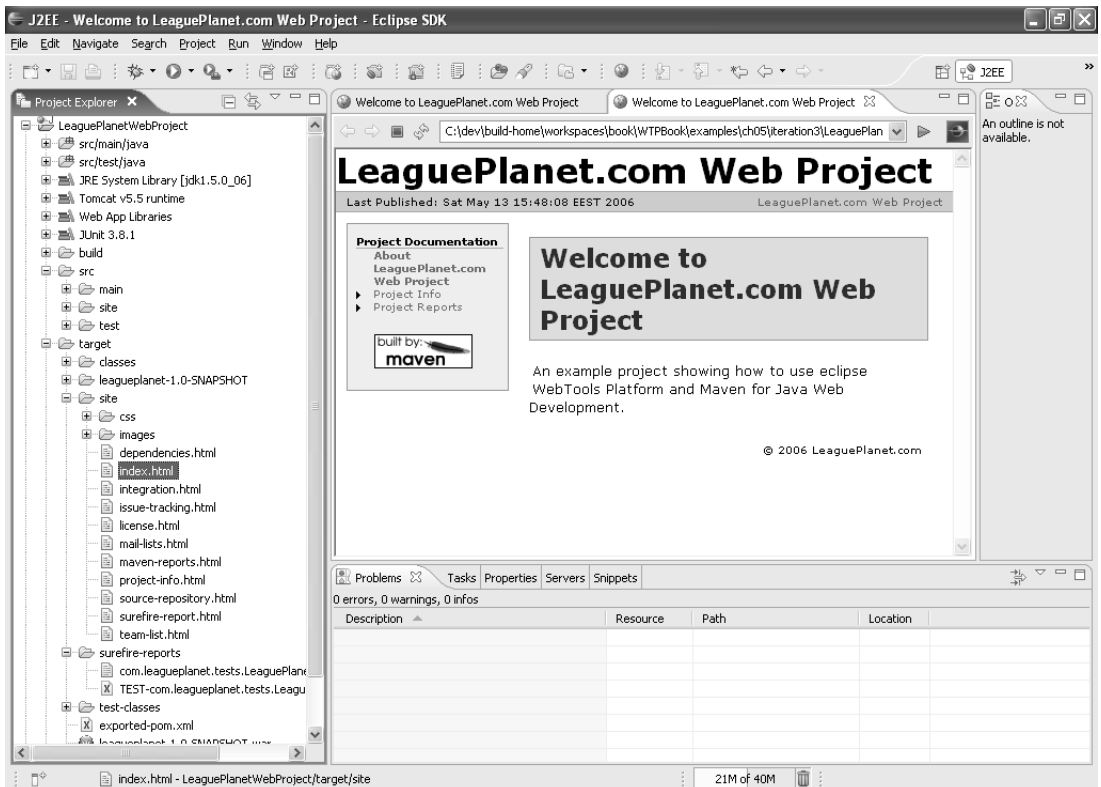 J2EE - Welcome to LeaguePlanet.com Web Project - Eclipse SDK
File Edit Navigate Search Project Run Window Help
J2EE
Project Explorer
LeaguePlanetWebProject
src/main/java
src/test/java
JRE System Library [jdk1.5.0_06]
Tomcat v5.5 runtime
Web App Libraries
JUnit 3.8.1
build
src
main
site
test
target
classes
leagueplanet-1.0-SNAPSHOT
site
css
images
dependencies.html
index.html
integration.html
issue-tracking.html
license.html
mail-lists.html
maven-reports.html
project-info.html
source-repository.html
surefire-report.html
team-list.html
surefire-reports
com.leagueplanet.tests.LeaguePlane
TEST-com.leagueplanet.tests.Leagu
test-classes
exported-pom.xml
leagueplanet-1.0-SNAPSHOT.war
Welcome to LeaguePlanet.com Web Project
Welcome to LeaguePlanet.com Web Project
C:\dev\build-home\workspaces\book\WTPBook\examples\ch05\iteration3\LeaguePlan
LeaguePlanet.com Web Project
Last Published: Sat May 13 15:48:08 EEST 2006
LeaguePlanet.com Web Project
Project Documentation
About
LeaguePlanet.com
Web Project
Project Info
Project Reports
built by:
maven
Welcome to
LeaguePlanet.com Web
Project
An example project showing how to use eclipse
WebTools Platform and Maven for Java Web
Development.
© 2006 LeaguePlanet.com
O
An outline is not
available.
Problems Tasks Properties Servers Snippets
0 errors, 0 warnings, 0 infos
Description Resource Path Location
index.html - LeaguePlanetWebProject/target/site
21M of 40M